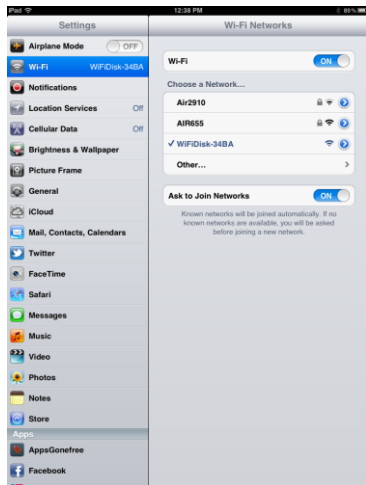 iPad
12:38 PM
89%
Settings
Airplane Mode OFF
Wi-Fi WiFiDisk-34BA
Notifications
Location Services Off
Cellular Data Off
Brightness & Wallpaper
Picture Frame
General
iCloud
Mail, Contacts, Calendars
Twitter
FaceTime
Safari
Messages
Music
Video
Photos
Notes
Store
Apps
AppsGonefree
Facebook
Wi-Fi Networks
Wi-Fi ON
Choose a Network...
Air2910
AIR655
WiFiDisk-34BA
Other...
Ask to Join Networks ON
Known networks will be joined automatically. If no
known networks are available, you will be asked
before joining a new network.